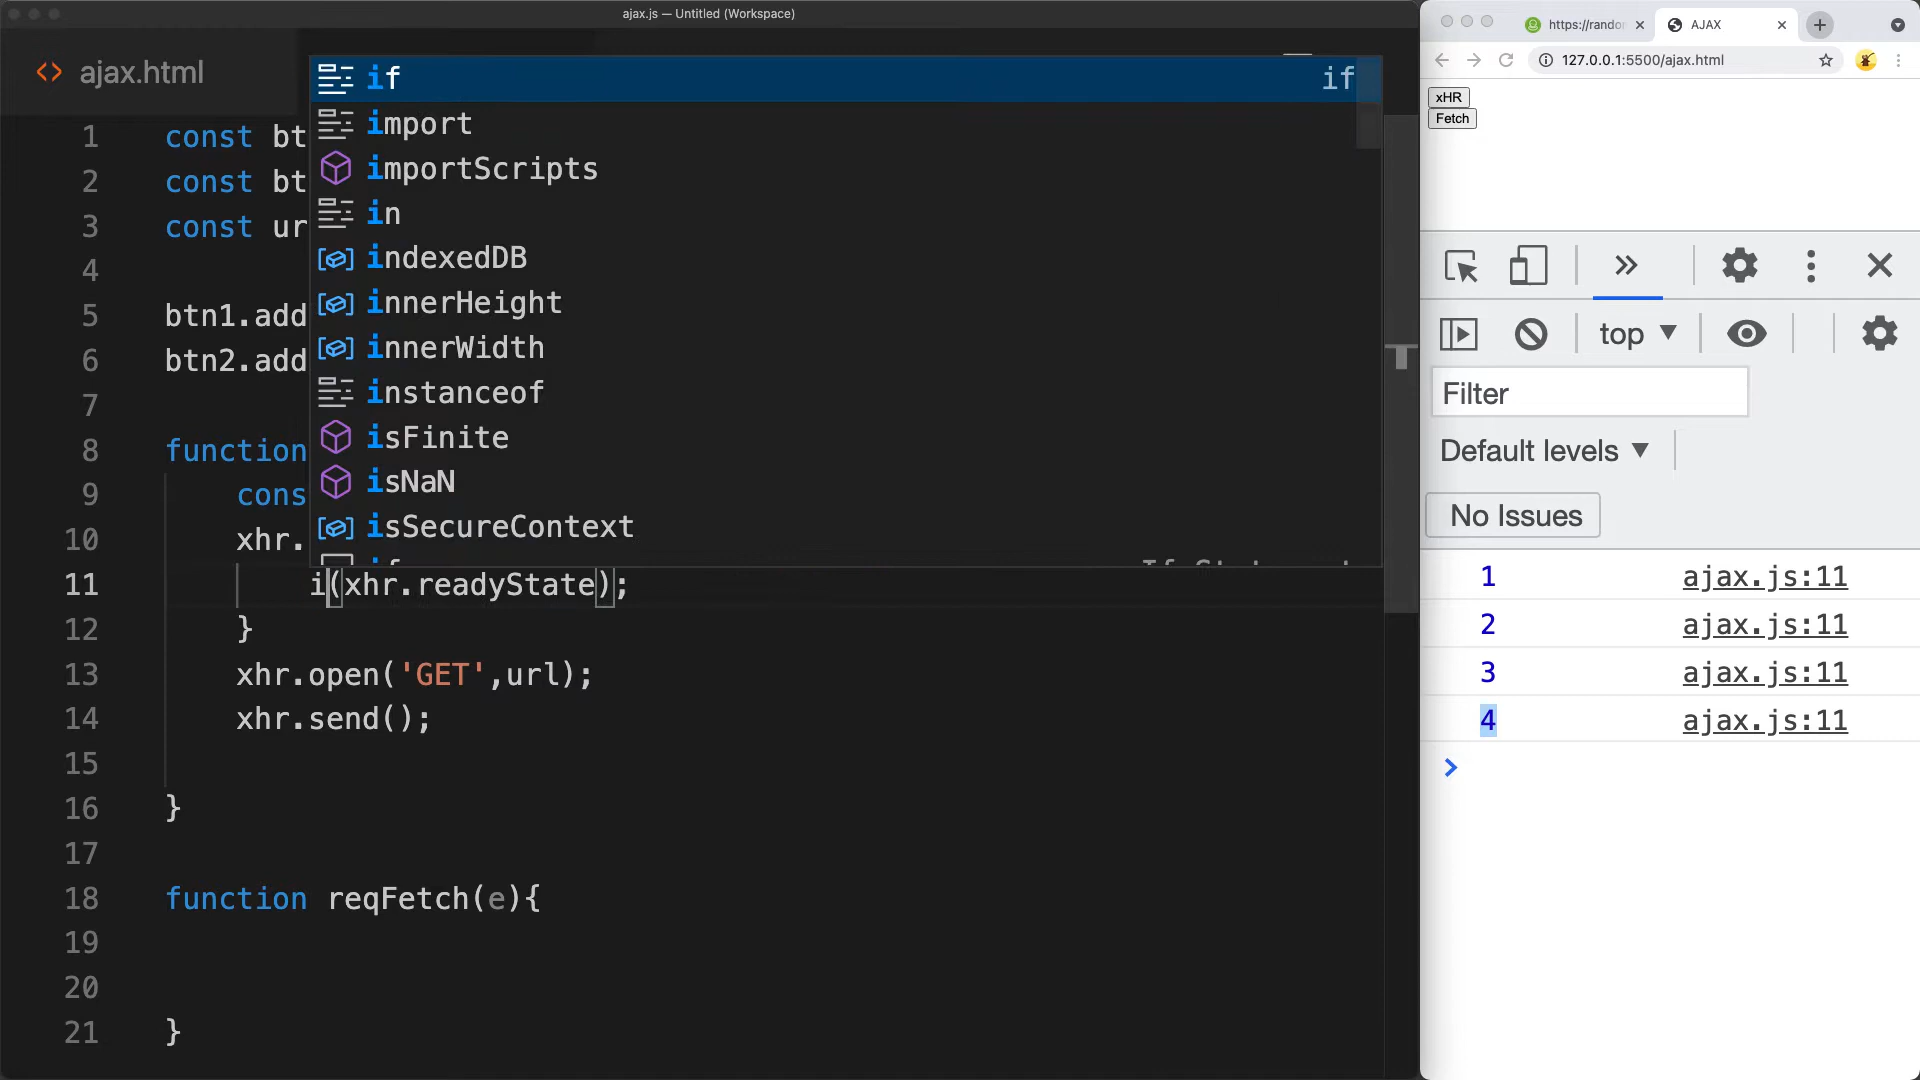 ajax.js — Untitled (Workspace)
ajax.html
if if
import
importScripts
in
indexedDB
innerHeight
innerWidth
instanceof
isFinite
isNaN
isSecureContext
1 const bt
2 const bt
3 const ur
4
5 btn1.add
6 btn2.add
7
8 function
9 cons
10 xhr.
11 i(xhr.readyState);
12 }
13 xhr.open('GET',url);
14 xhr.send();
15
16 }
17
18 function reqFetch(e){
19
20
21 }
https://rando
AJAX
127.0.0.1:5500/ajax.html
xHR
Fetch
top
Filter
Default levels
No Issues
1 ajax.js:11
2 ajax.js:11
3 ajax.js:11
4 ajax.js:11